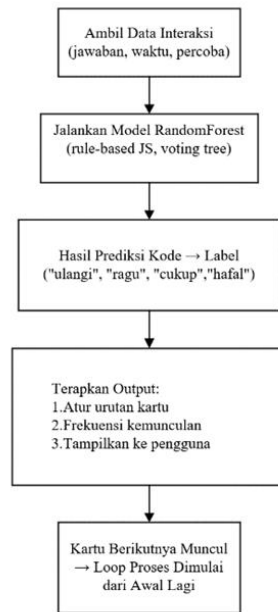 Ambil Data Interaksi
(jawaban, waktu, percoba)
Jalankan Model RandomForest
(rule-based JS, voting tree)
Hasil Prediksi Kode → Label
("ulangi", "ragu", "cukup","hafal")
Terapkan Output:
1.Atur urutan kartu
2.Frekuensi kemunculan
3.Tampilkan ke pengguna
Kartu Berikutnya Muncul
→ Loop Proses Dimulai
dari Awal Lagi